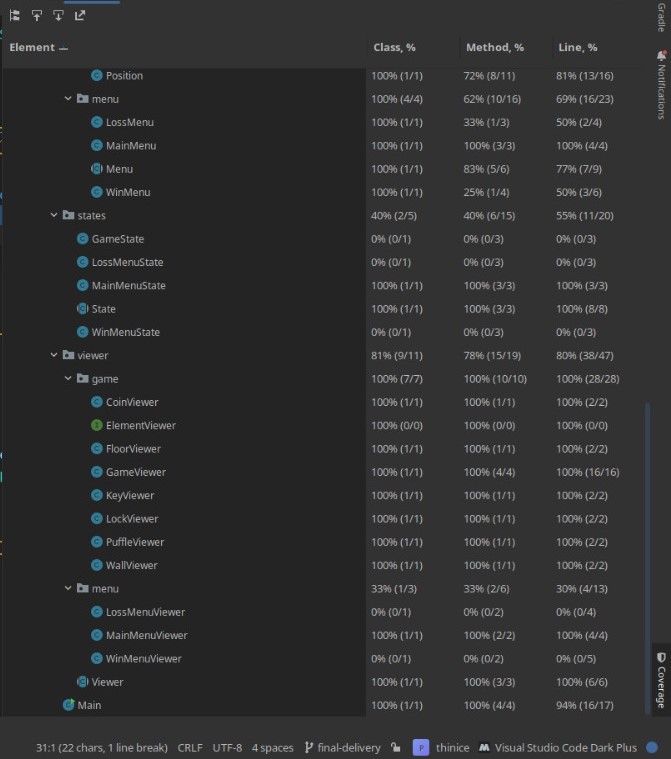 Element Class, % Method, % Line, %
Position 100% (1/1) 72% (8/11) 81% (13/16)
menu 100% (4/4) 62% (10/16) 69% (16/23)
LossMenu 100% (1/1) 33% (1/3) 50% (2/4)
MainMenu 100% (1/1) 100% (3/3) 100% (4/4)
Menu 100% (1/1) 83% (5/6) 77% (7/9)
WinMenu 100% (1/1) 25% (1/4) 50% (3/6)
states 40% (2/5) 40% (6/15) 55% (11/20)
GameState 0% (0/1) 0% (0/3) 0% (0/3)
LossMenuState 0% (0/1) 0% (0/3) 0% (0/3)
MainMenuState 100% (1/1) 100% (3/3) 100% (3/3)
State 100% (1/1) 100% (3/3) 100% (8/8)
WinMenuState 0% (0/1) 0% (0/3) 0% (0/3)
viewer 81% (9/11) 78% (15/19) 80% (38/47)
game 100% (7/7) 100% (10/10) 100% (28/28)
CoinViewer 100% (1/1) 100% (1/1) 100% (2/2)
ElementViewer 100% (0/0) 100% (0/0) 100% (0/0)
FloorViewer 100% (1/1) 100% (1/1) 100% (2/2)
GameViewer 100% (1/1) 100% (4/4) 100% (16/16)
KeyViewer 100% (1/1) 100% (1/1) 100% (2/2)
LockViewer 100% (1/1) 100% (1/1) 100% (2/2)
PuffleViewer 100% (1/1) 100% (1/1) 100% (2/2)
WallViewer 100% (1/1) 100% (1/1) 100% (2/2)
menu 33% (1/3) 33% (2/6) 30% (4/13)
LossMenuViewer 0% (0/1) 0% (0/2) 0% (0/4)
MainMenuViewer 100% (1/1) 100% (2/2) 100% (4/4)
WinMenuViewer 0% (0/1) 0% (0/2) 0% (0/5)
Viewer 100% (1/1) 100% (3/3) 100% (6/6)
Main 100% (1/1) 100% (4/4) 94% (16/17)
Gradle
Notifications
Coverage
31:1 (22 chars, 1 line break) CRLF UTF-8 4 spaces final-delivery P thinice Visual Studio Code Dark Plus